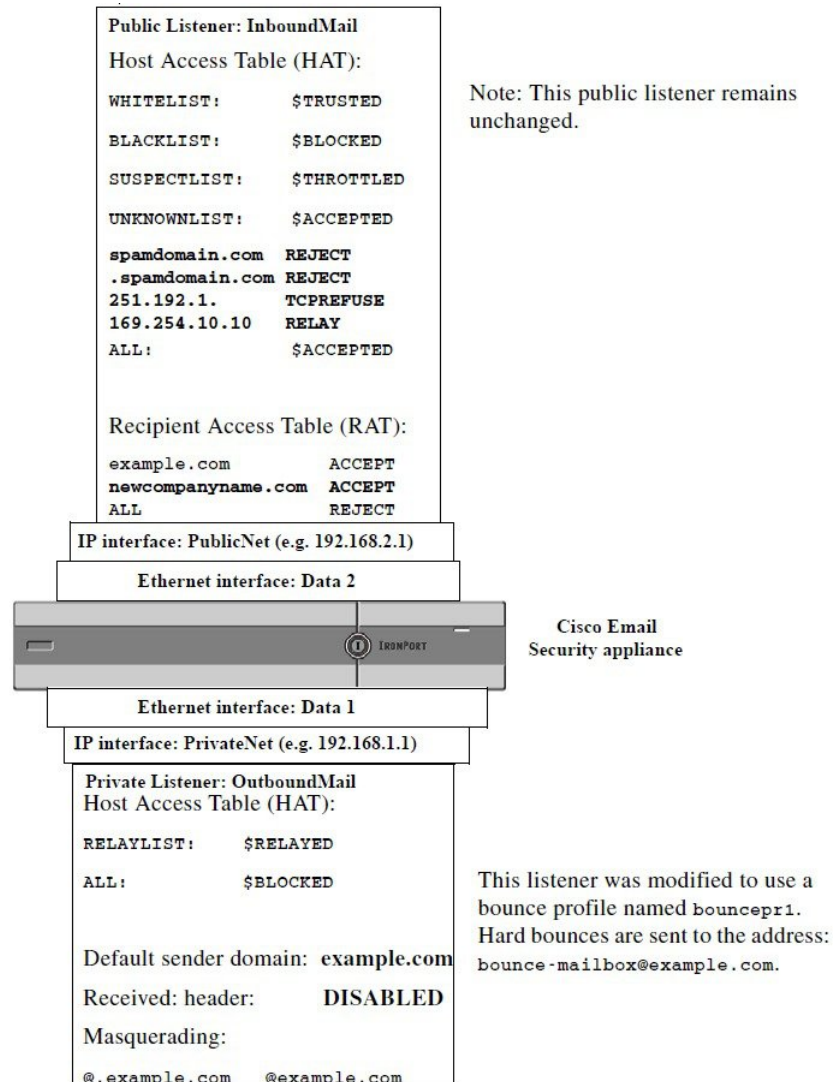 Public Listener: InboundMail
Host Access Table (HAT):
WHITELIST: $TRUSTED
BLACKLIST: $BLOCKED
SUSPECTLIST: $THROTTLED
UNKNOWNLIST: $ACCEPTED
spamdomain.com REJECT
.spamdomain.com REJECT
251.192.1. TCPREFUSE
169.254.10.10 RELAY
ALL: $ACCEPTED
Note: This public listener remains
unchanged.
Recipient Access Table (RAT):
example.com ACCEPT
newcompanyname.com ACCEPT
ALL REJECT
IP interface: PublicNet (e.g. 192.168.2.1)
Ethernet interface: Data 2
IRONPORT
Cisco Email
Security appliance
Ethernet interface: Data 1
IP interface: PrivateNet (e.g. 192.168.1.1)
Private Listener: OutboundMail
Host Access Table (HAT):
RELAYLIST: $RELAYED
ALL: $BLOCKED
Default sender domain: example.com
Received: header: DISABLED
Masquerading:
@.example.com @example.com
This listener was modified to use a
bounce profile named bouncepr1.
Hard bounces are sent to the address:
bounce-mailbox@example.com.